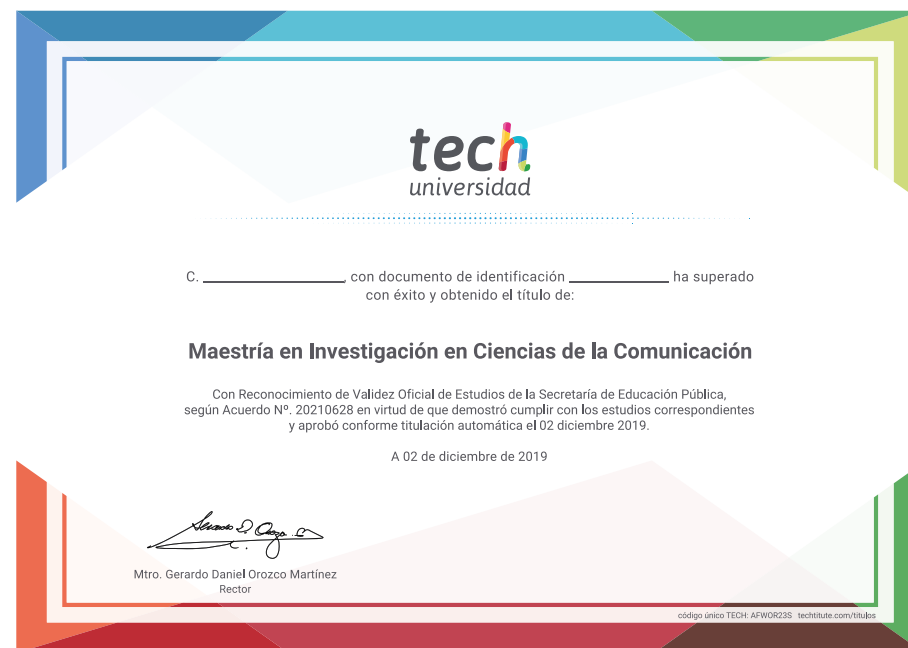 tech
universidad
C. ____________, con documento de identificación ____________ ha superado
con éxito y obtenido el título de:
Maestría en Investigación en Ciencias de la Comunicación
Con Reconocimiento de Validez Oficial de Estudios de la Secretaría de Educación Pública,
según Acuerdo Nº. 20210628 en virtud de que demostró cumplir con los estudios correspondientes
y aprobó conforme titulación automática el 02 diciembre 2019.
A 02 de diciembre de 2019
Mtro. Gerardo Daniel Orozco Martínez
Rector
código único TECH: AFWOR23S techtitute.com/titulos